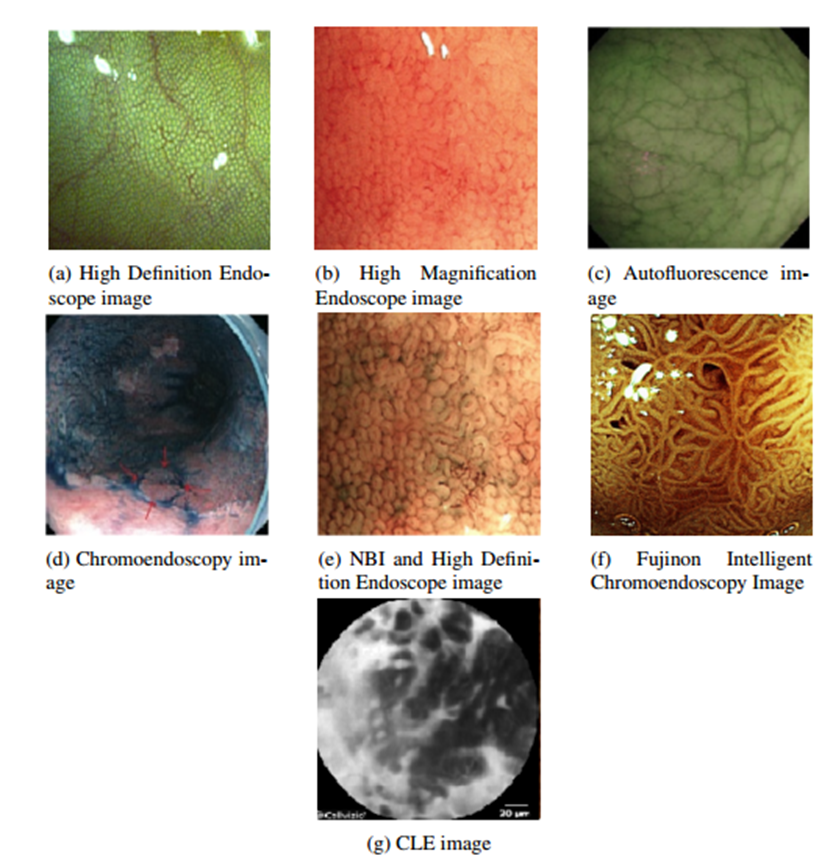 (a) High Definition Endo-
scope image
(b) High Magnification
Endoscope image
(c) Autofluorescence im-
age
(d) Chromoendoscopy im-
age
(e) NBI and High Defini-
tion Endoscope image
(f) Fujinon Intelligent
Chromoendoscopy Image
Cellvizio
20 µm
(g) CLE image